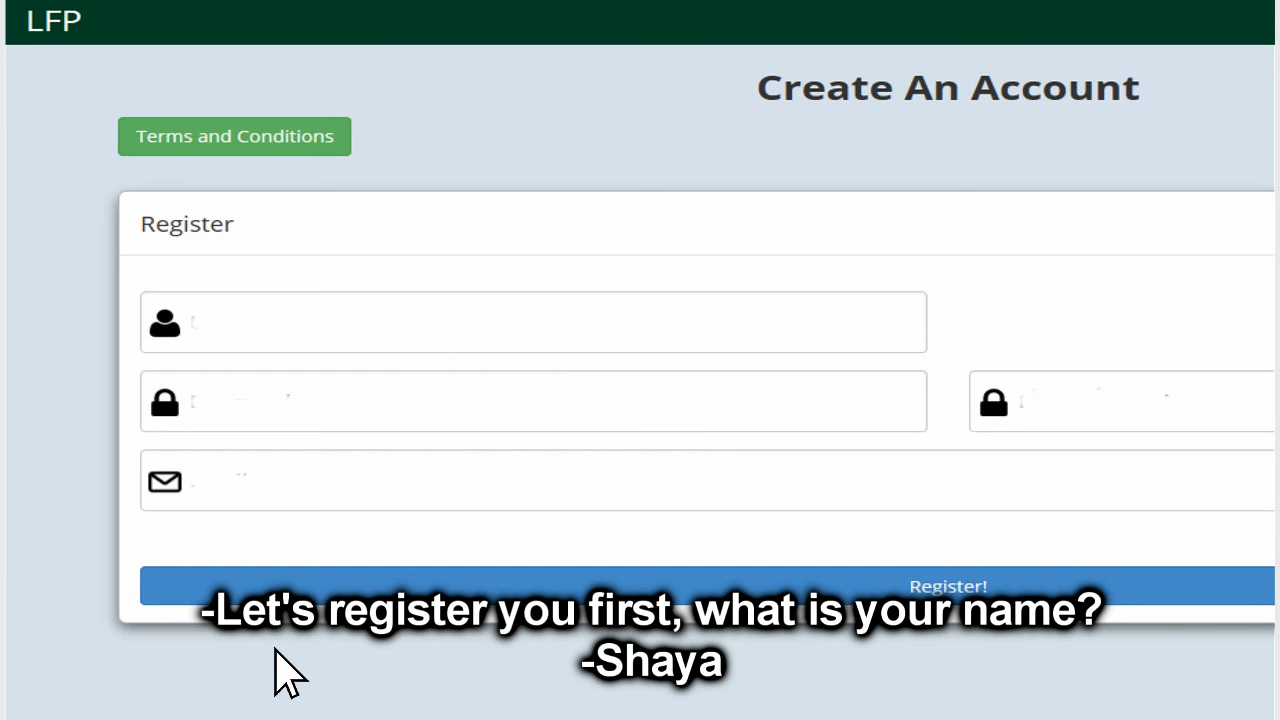 LFP
Create An Account
Terms and Conditions
Register
Register!
-Let's register you first, what is your name?
-Shaya